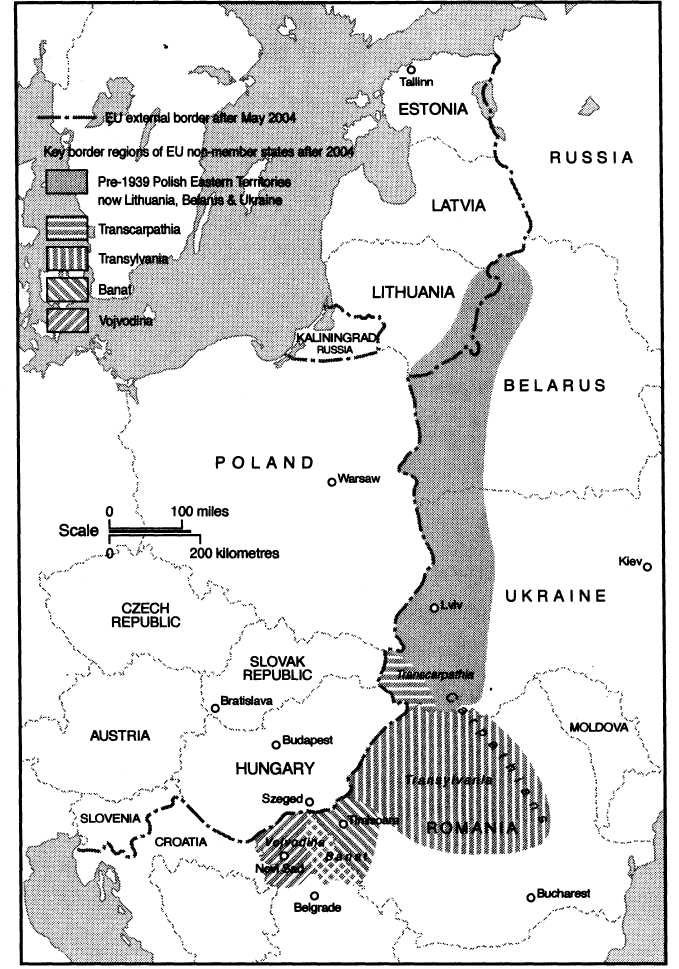 Tallinn
ESTONIA
EU external border after May 2004
Key border regions of EU non-member states after 2004
RUSSIA
Pre-1939 Polish Eastern Territories
now Lithuania, Belarus & Ukraine
LATVIA
Transcarpathia
Transylvania
Banat
Vojvodina
LITHUANIA
KALININGRAD
RUSSIA
BELARUS
POLAND
Warsaw
0 100 miles
Scale
0 200 kilometres
Kiev
UKRAINE
CZECH
REPUBLIC
Lviv
SLOVAK
REPUBLIC
Transcarpathia
Bratislava
Carpathians
MOLDOVA
AUSTRIA
Budapest
HUNGARY
Transylvania
Szeged
SLOVENIA
Timisoara
ROMANIA
CROATIA
Vojvodina
Banat
Novi Sad
Bucharest
Belgrade